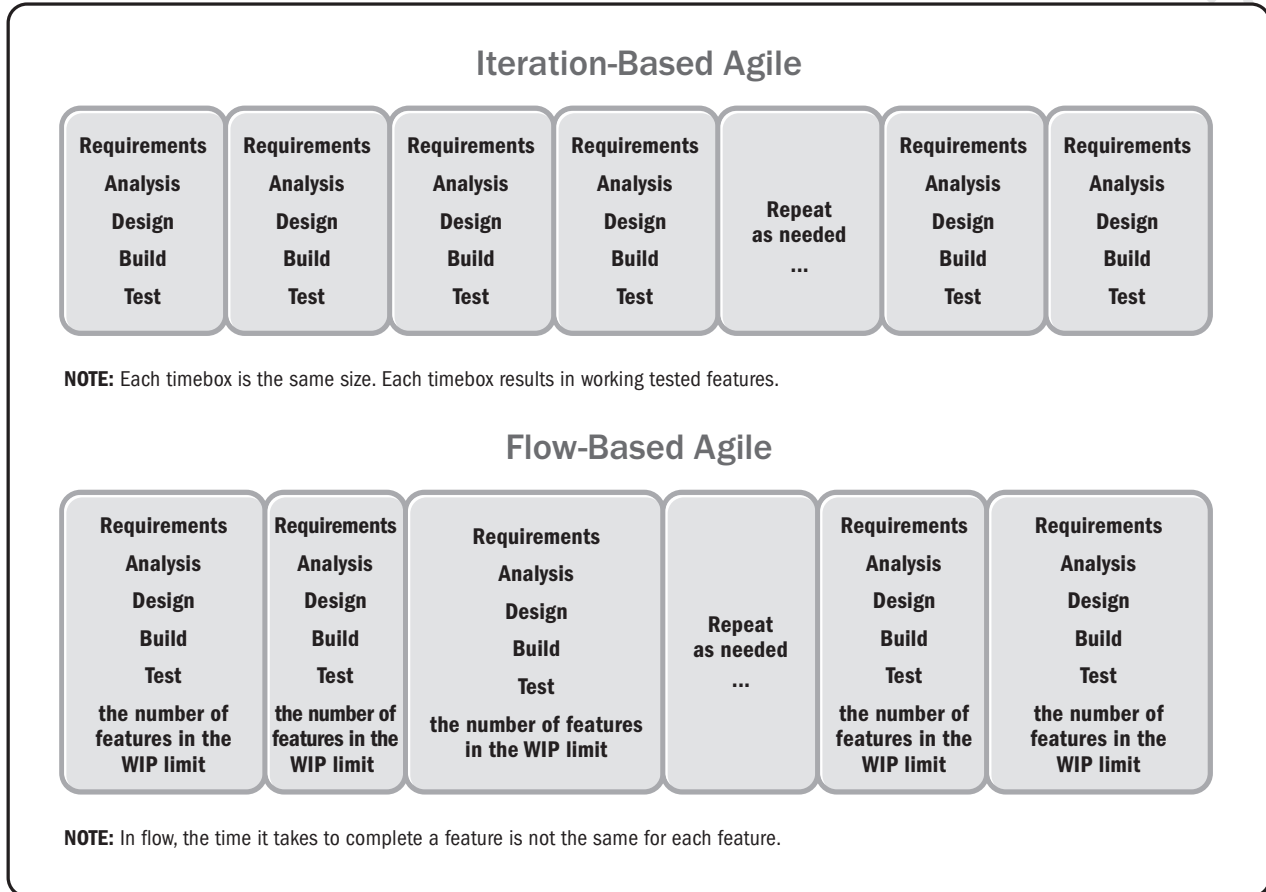 Iteration-Based Agile
Requirements
Analysis
Design
Build
Test
Requirements
Analysis
Design
Build
Test
Requirements
Analysis
Design
Build
Test
Requirements
Analysis
Design
Build
Test
Repeat
as needed
...
Requirements
Analysis
Design
Build
Test
Requirements
Analysis
Design
Build
Test
NOTE: Each timebox is the same size. Each timebox results in working tested features.
Flow-Based Agile
Requirements
Analysis
Design
Build
Test
the number of
features in the
WIP limit
Requirements
Analysis
Design
Build
Test
the number of
features in the
WIP limit
Requirements
Analysis
Design
Build
Test
the number of features
in the WIP limit
Repeat
as needed
...
Requirements
Analysis
Design
Build
Test
the number of
features in the
WIP limit
Requirements
Analysis
Design
Build
Test
the number of
features in the
WIP limit
NOTE: In flow, the time it takes to complete a feature is not the same for each feature.